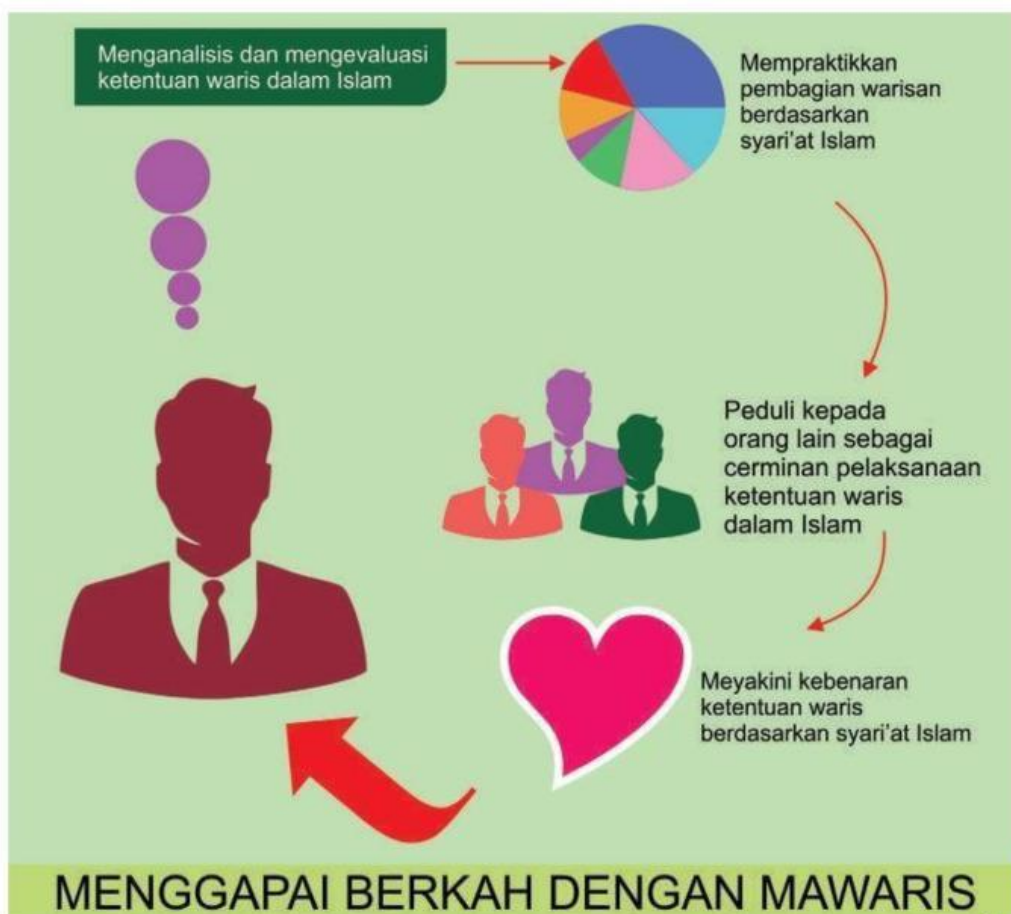 Menganalisis dan mengevaluasi
ketentuan waris dalam Islam
Mempraktikkan
pembagian warisan
berdasarkan
syari'at Islam
Peduli kepada
orang lain sebagai
cerminan pelaksanaan
ketentuan waris
dalam Islam
Meyakini kebenaran
ketentuan waris
berdasarkan syari'at Islam
MENGGAPAI BERKAH DENGAN MAWARIS